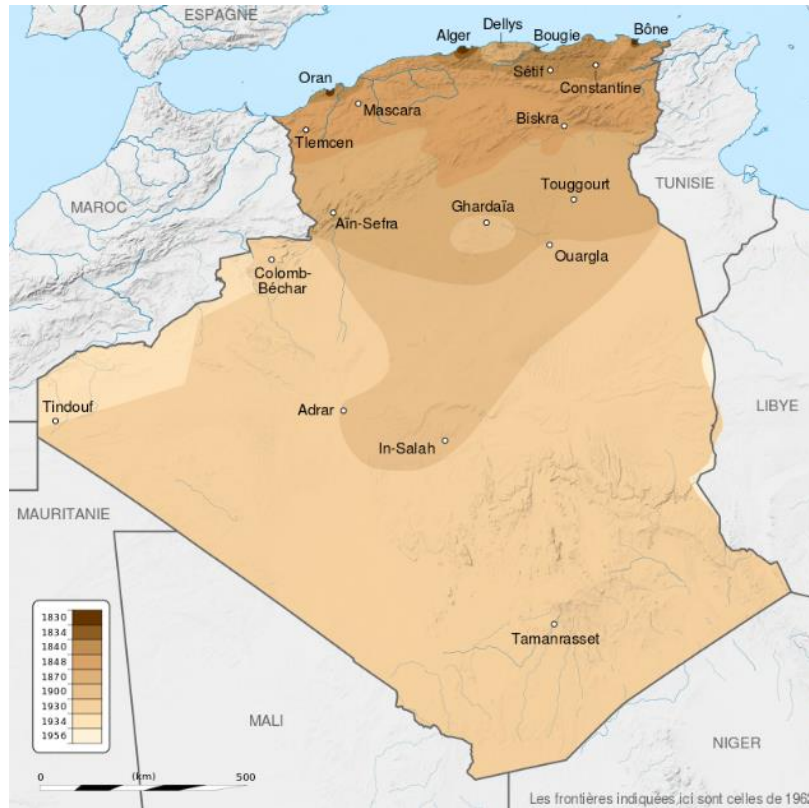 ESPAGNE
Dellys
Alger
Bougie
Bône
Oran
Sétif
Constantine
Mascara
Biskra
Tlemcen
MAROC
Touggourt
TUNISIE
Ghardaïa
Aïn-Sefra
Ouargla
Colomb-
Béchar
Tindouf
Adrar
LIBYE
In-Salah
MAURITANIE
1830
1834
1840
1848
1870
1900
1930
1934
1956
Tamanrasset
MALI
NIGER
0 (km) 500
Les frontières indiquées ici sont celles de 196